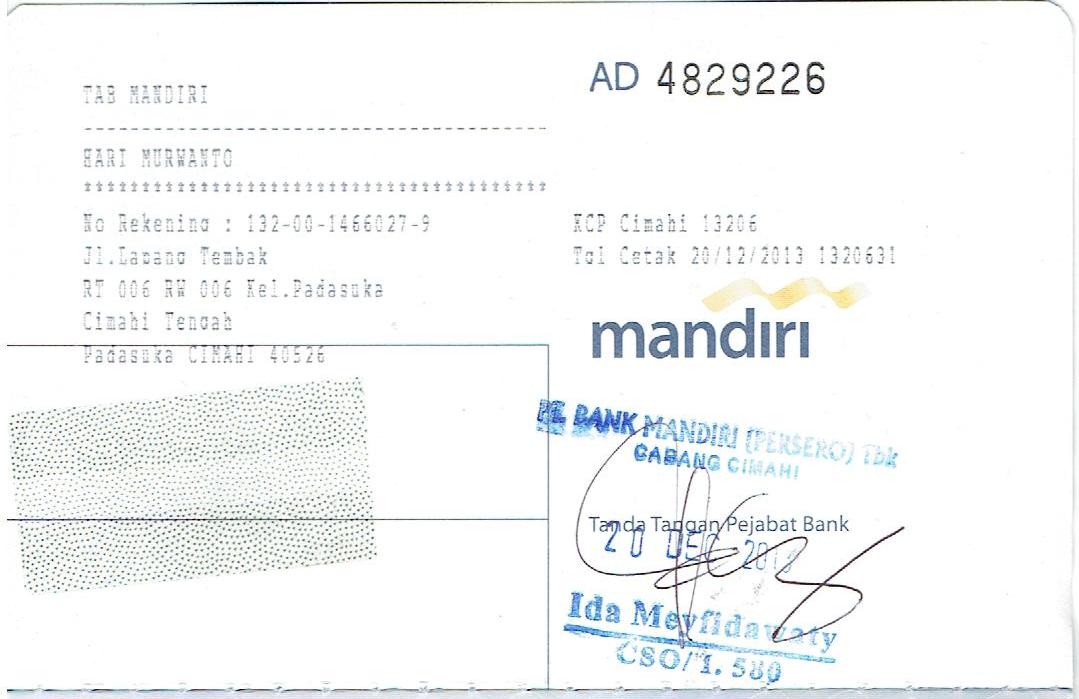 TAB MANDIRI
HARI MURWANTO
No Rekening : 132-00-1466027-9
Jl.Lapang Tembak
RT 006 RW 006 Kel.Padasuka
Cimahi Tengah
Padasuka CIMAHI 40526
AD 4829226
KCP Cimahi 13206
Tgl Cetak 20/12/2013 1320631
mandiri
PT. BANK MANDIRI (PERSERO) Tbk
CABANG CIMAHI
Tanda Tangan Pejabat Bank
20 DEC 2013
Ida Meyfidawaty
CSO/1. 580